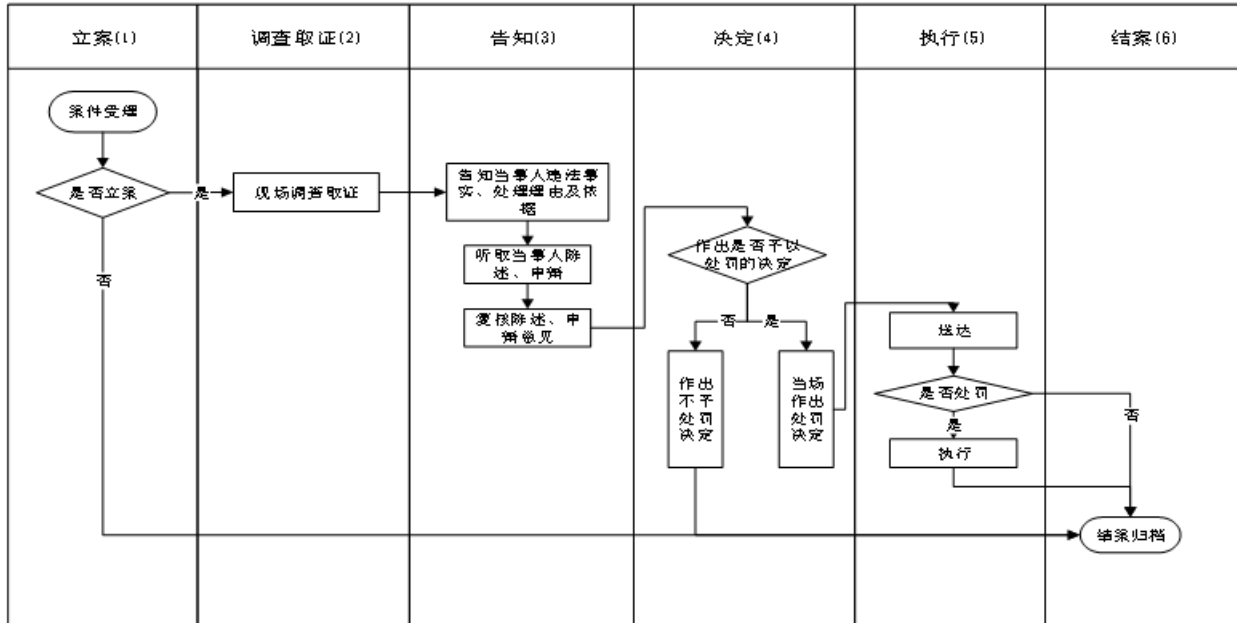 立案(1)
调查取证(2)
告知(3)
决定(4)
执行(5)
结案(6)
案件受理
是否立案
是
否
现场调查取证
告知当事人违法事
实、处理理由及依
据
听取当事人陈
述、申辩
复核陈述、申
辩意见
作出是否予以
处罚的决定
否
是
作出
不予
处罚
决定
当场
作出
处罚
决定
送达
是否处罚
是
否
执行
结案归档